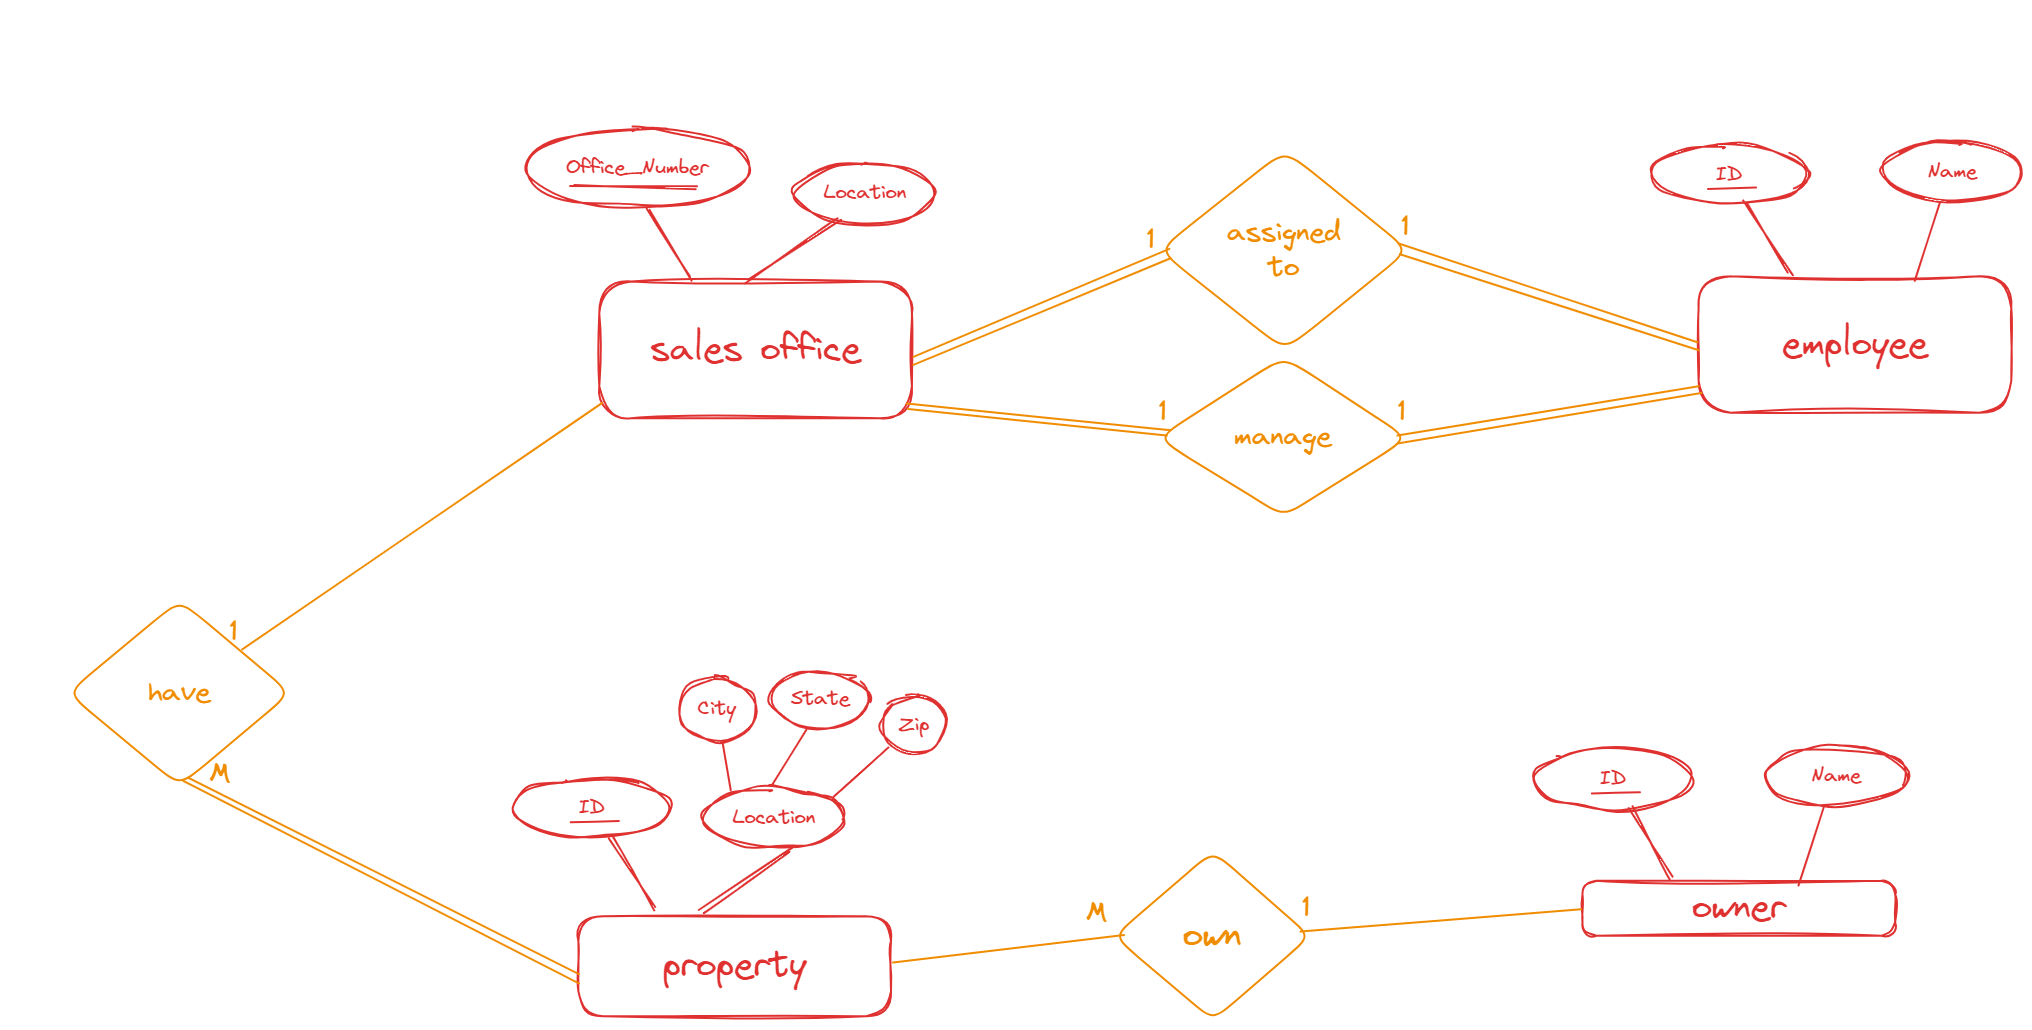 Office_Number
Location
ID
Name
1
assigned
to
1
sales office
employee
1
manage
1
1
have
M
City
State
Zip
ID
Location
ID
Name
property
M
own
1
owner